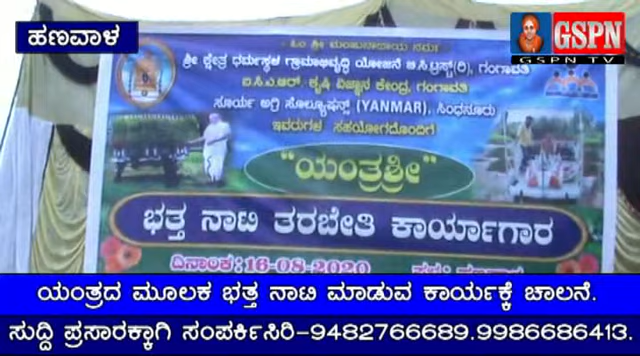 ಹಣವಾಳ
GSPN
GSPN TV
ಓಂ ಶ್ರೀ ಮಂಜುನಾಥಾಯ ನಮಃ
ಶ್ರೀ ಕ್ಷೇತ್ರ ಧರ್ಮಸ್ಥಳ ಗ್ರಾಮಾಭಿವೃದ್ಧಿ ಯೋಜನೆ ಬಿ.ಸಿ.ಟ್ರಸ್ಟ್(ರಿ), ಗಂಗಾವತಿ
ಐ.ಸಿ.ಎ.ಆರ್-ಕೃಷಿ ವಿಜ್ಞಾನ ಕೇಂದ್ರ, ಗಂಗಾವತಿ
ಸೂರ್ಯ ಅಗ್ರಿ ಸೋಲ್ಯೂಷನ್ಸ್ (YANMAR), ಸಿಂಧನೂರು
ಇವರುಗಳ ಸಹಯೋಗದೊಂದಿಗೆ
"ಯಂತ್ರಶ್ರೀ"
ಭತ್ತ ನಾಟಿ ತರಬೇತಿ ಕಾರ್ಯಾಗಾರ
ದಿನಾಂಕ:16-08-2020
ಯಂತ್ರದ ಮೂಲಕ ಭತ್ತ ನಾಟಿ ಮಾಡುವ ಕಾರ್ಯಕ್ಕೆ ಚಾಲನೆ.
ಸುದ್ದಿ ಪ್ರಸಾರಕ್ಕಾಗಿ ಸಂಪರ್ಕಿಸಿರಿ-9482766689.9986686413.